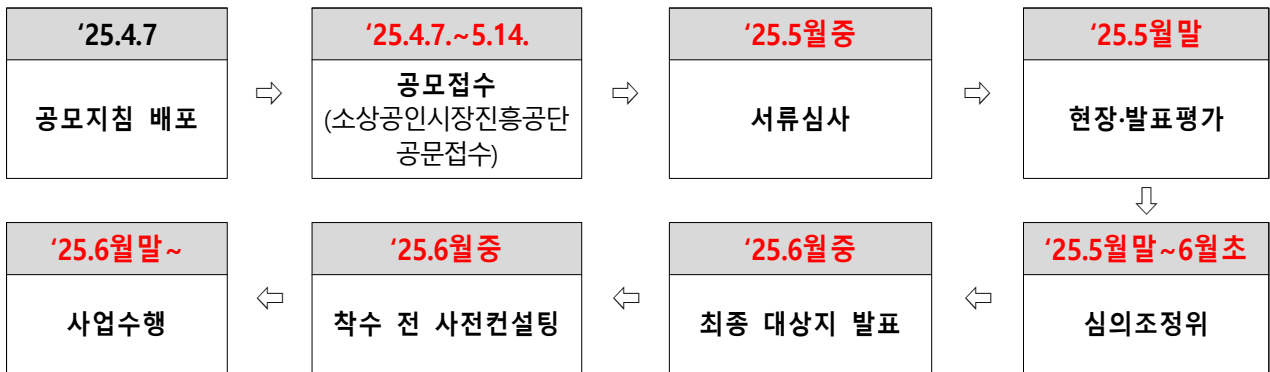 ‘25.4.7
공모지침 배포
⇨
‘25.4.7.~5.14.
공모접수
(소상공인시장진흥공단
공문접수)
⇨
‘25.5월중
서류심사
⇨
‘25.5월말
현장·발표평가
⇩
‘25.5월말~6월초
심의조정위
⇦
‘25.6월중
최종 대상지 발표
⇦
‘25.6월중
착수 전 사전컨설팅
⇦
‘25.6월말~
사업수행